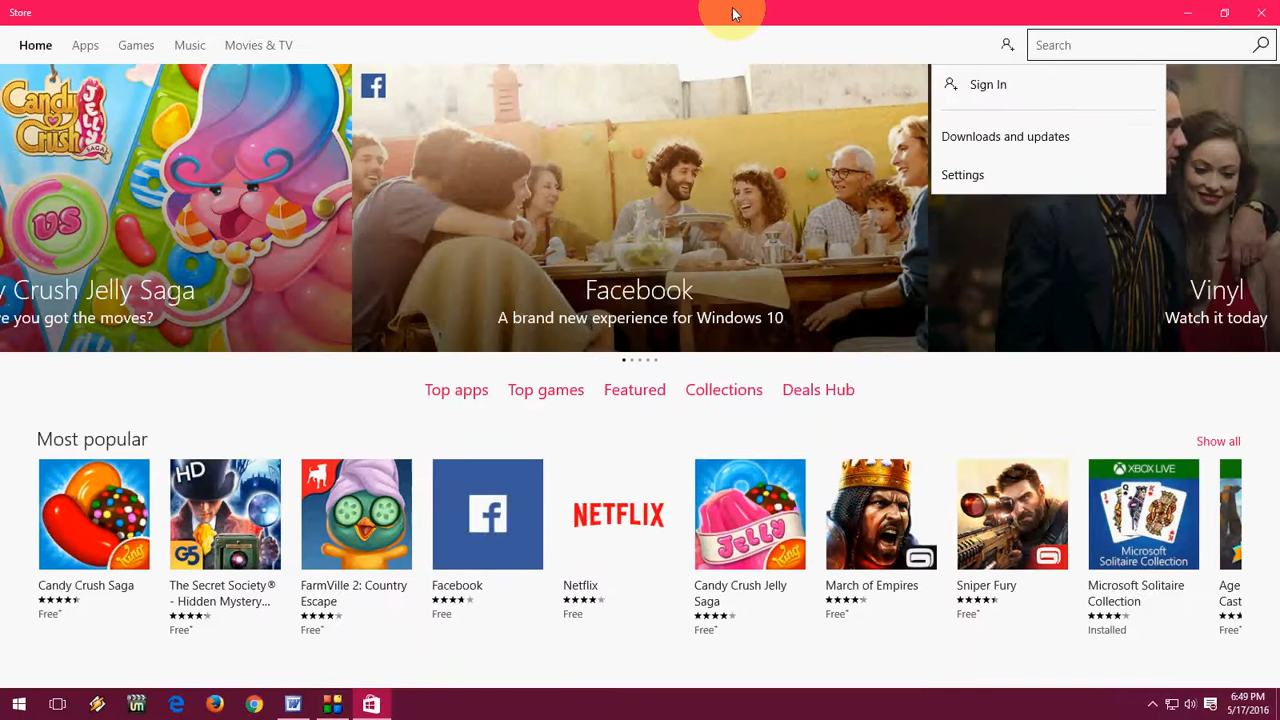 Store
Home Apps Games Music Movies & TV
Search
Sign In
Downloads and updates
Settings
Candy
Crush
JELLY
SAGA
US
y Crush Jelly Saga
e you got the moves?
Facebook
A brand new experience for Windows 10
Vinyl
Watch it today
Top apps Top games Featured Collections Deals Hub
Most popular
Show all
HD
G5
NETFLIX
Jelly
King
XBOX LIVE
Microsoft
Solitaire Collection
Candy Crush Saga
Free*
The Secret Society®
- Hidden Mystery...
Free*
FarmVille 2: Country
Escape
Free*
Facebook
Free
Netflix
Free
Candy Crush Jelly
Saga
Free*
March of Empires
Free*
Sniper Fury
Free*
Microsoft Solitaire
Collection
Installed
Age
Cast
Free*
6:49 PM
5/17/2016